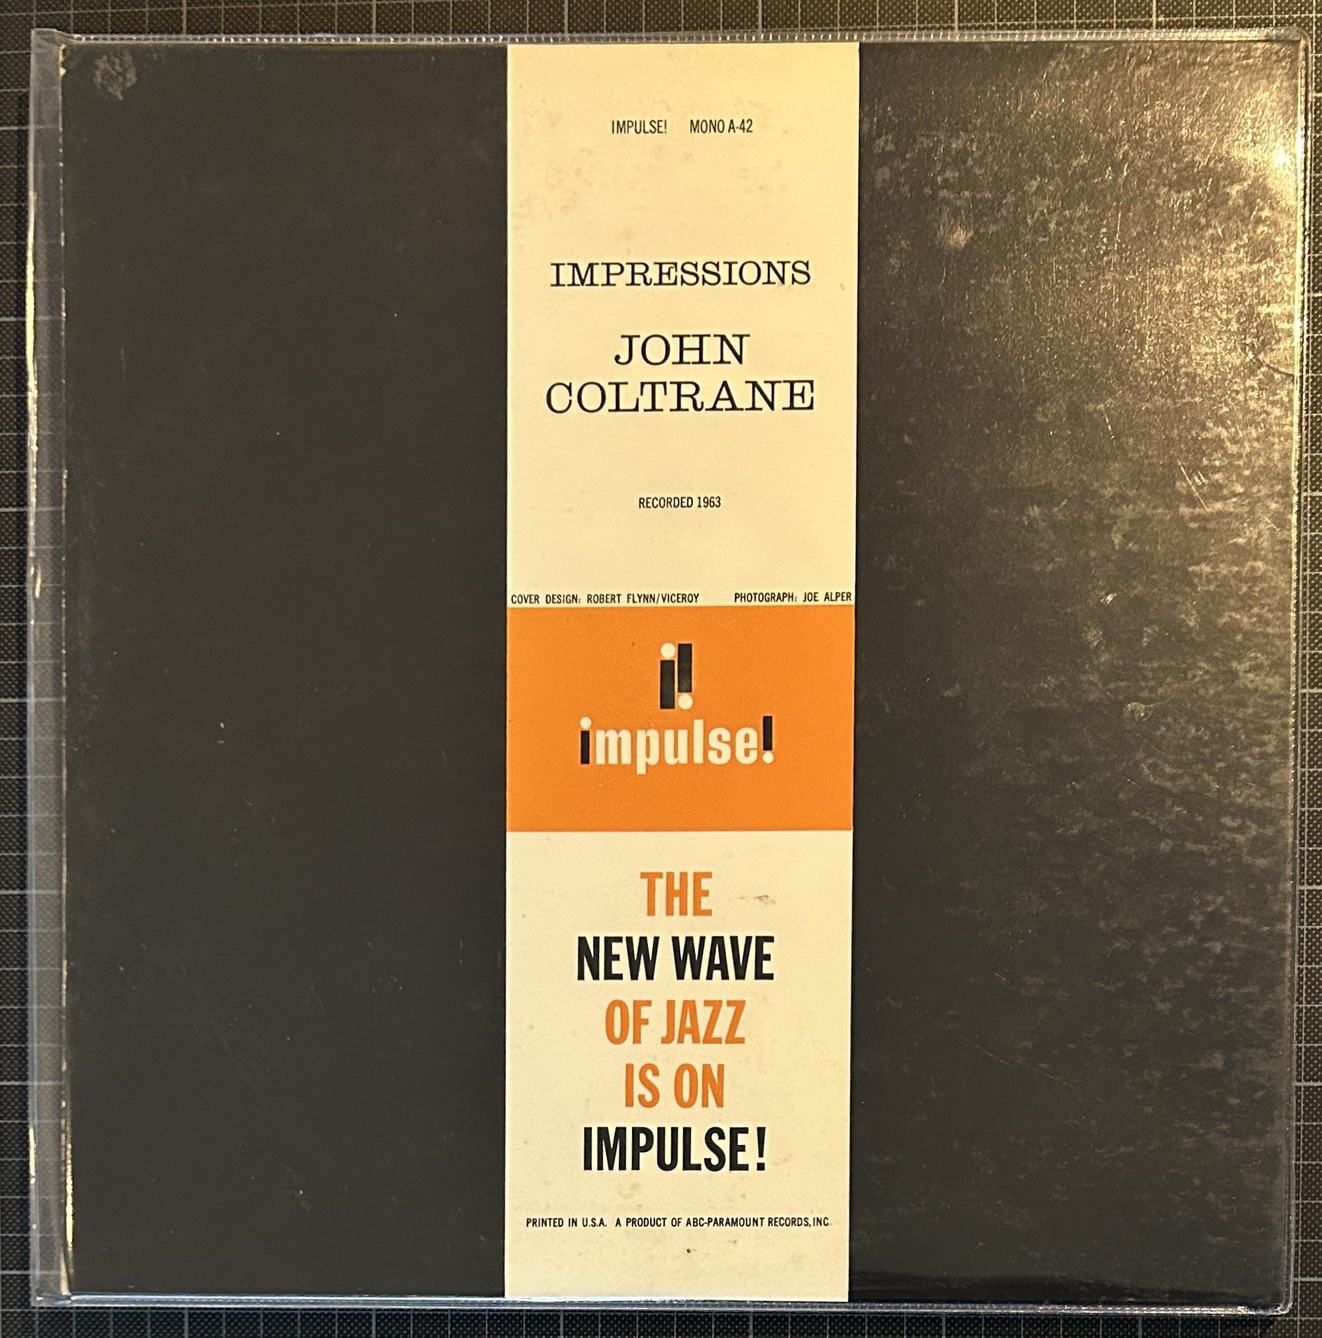 IMPULSE! MONO A-42
IMPRESSIONS
JOHN
COLTRANE
RECORDED 1963
COVER DESIGN: ROBERT FLYNN/VICEROY PHOTOGRAPH: JOE ALPER
i!
impulse!
THE
NEW WAVE
OF JAZZ
IS ON
IMPULSE!
PRINTED IN U.S.A. A PRODUCT OF ABC-PARAMOUNT RECORDS, INC.